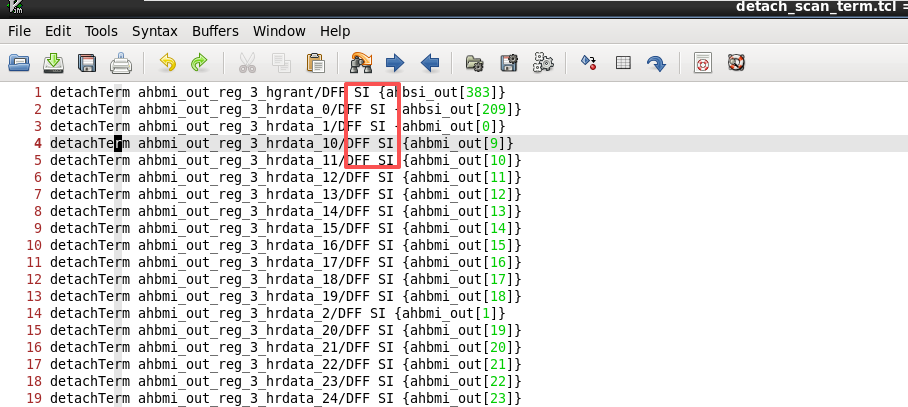 detach_scan_term.tcl =
File Edit Tools Syntax Buffers Window Help
1 detachTerm ahbmi_out_reg_3_hgrant/DFF SI {ahbsi_out[383]}
2 detachTerm ahbmi_out_reg_3_hrdata_0/DFF SI {ahbsi_out[209]}
3 detachTerm ahbmi_out_reg_3_hrdata_1/DFF SI {ahbmi_out[0]}
4 detachTerm ahbmi_out_reg_3_hrdata_10/DFF SI {ahbmi_out[9]}
5 detachTerm ahbmi_out_reg_3_hrdata_11/DFF SI {ahbmi_out[10]}
6 detachTerm ahbmi_out_reg_3_hrdata_12/DFF SI {ahbmi_out[11]}
7 detachTerm ahbmi_out_reg_3_hrdata_13/DFF SI {ahbmi_out[12]}
8 detachTerm ahbmi_out_reg_3_hrdata_14/DFF SI {ahbmi_out[13]}
9 detachTerm ahbmi_out_reg_3_hrdata_15/DFF SI {ahbmi_out[14]}
10 detachTerm ahbmi_out_reg_3_hrdata_16/DFF SI {ahbmi_out[15]}
11 detachTerm ahbmi_out_reg_3_hrdata_17/DFF SI {ahbmi_out[16]}
12 detachTerm ahbmi_out_reg_3_hrdata_18/DFF SI {ahbmi_out[17]}
13 detachTerm ahbmi_out_reg_3_hrdata_19/DFF SI {ahbmi_out[18]}
14 detachTerm ahbmi_out_reg_3_hrdata_2/DFF SI {ahbmi_out[1]}
15 detachTerm ahbmi_out_reg_3_hrdata_20/DFF SI {ahbmi_out[19]}
16 detachTerm ahbmi_out_reg_3_hrdata_21/DFF SI {ahbmi_out[20]}
17 detachTerm ahbmi_out_reg_3_hrdata_22/DFF SI {ahbmi_out[21]}
18 detachTerm ahbmi_out_reg_3_hrdata_23/DFF SI {ahbmi_out[22]}
19 detachTerm ahbmi_out_reg_3_hrdata_24/DFF SI {ahbmi_out[23]}